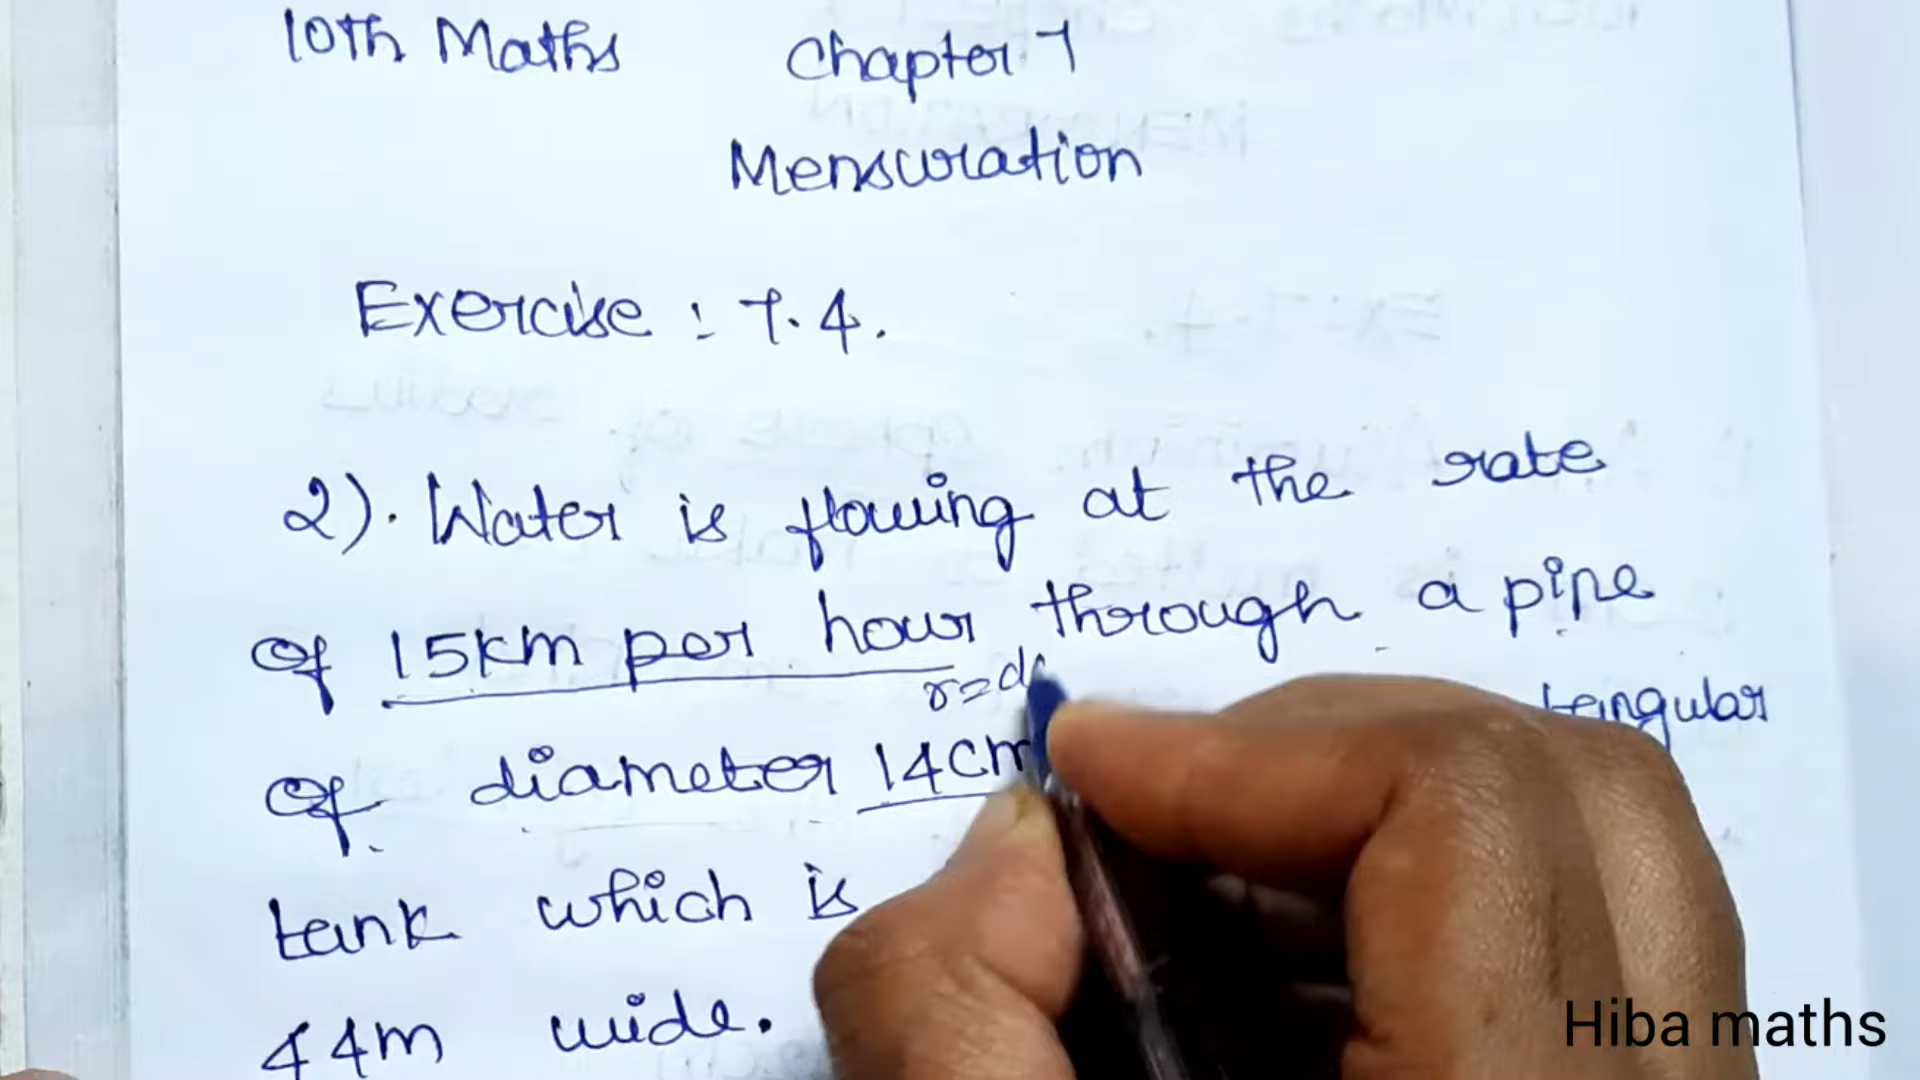 10th Maths Chapter 7
Mensuration
Exercise : 7.4.
2). Water is flowing at the rate
of 15km per hour through a pipe
r=d
of diameter 14cm tangular
tank which is
44m wide.
Hiba maths